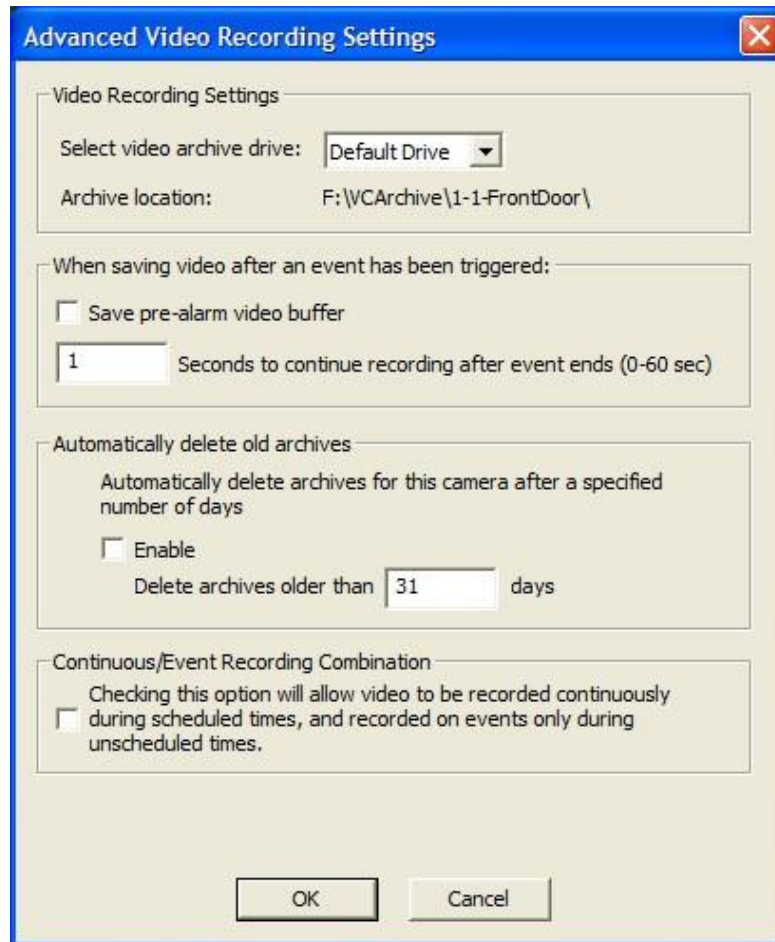 Advanced Video Recording Settings
Video Recording Settings
Select video archive drive: Default Drive
Archive location: F:\VCArchive\1-1-FrontDoor\
When saving video after an event has been triggered:
Save pre-alarm video buffer
1 Seconds to continue recording after event ends (0-60 sec)
Automatically delete old archives
Automatically delete archives for this camera after a specified
number of days
Enable
Delete archives older than 31 days
Continuous/Event Recording Combination
Checking this option will allow video to be recorded continuously
during scheduled times, and recorded on events only during
unscheduled times.
OK Cancel